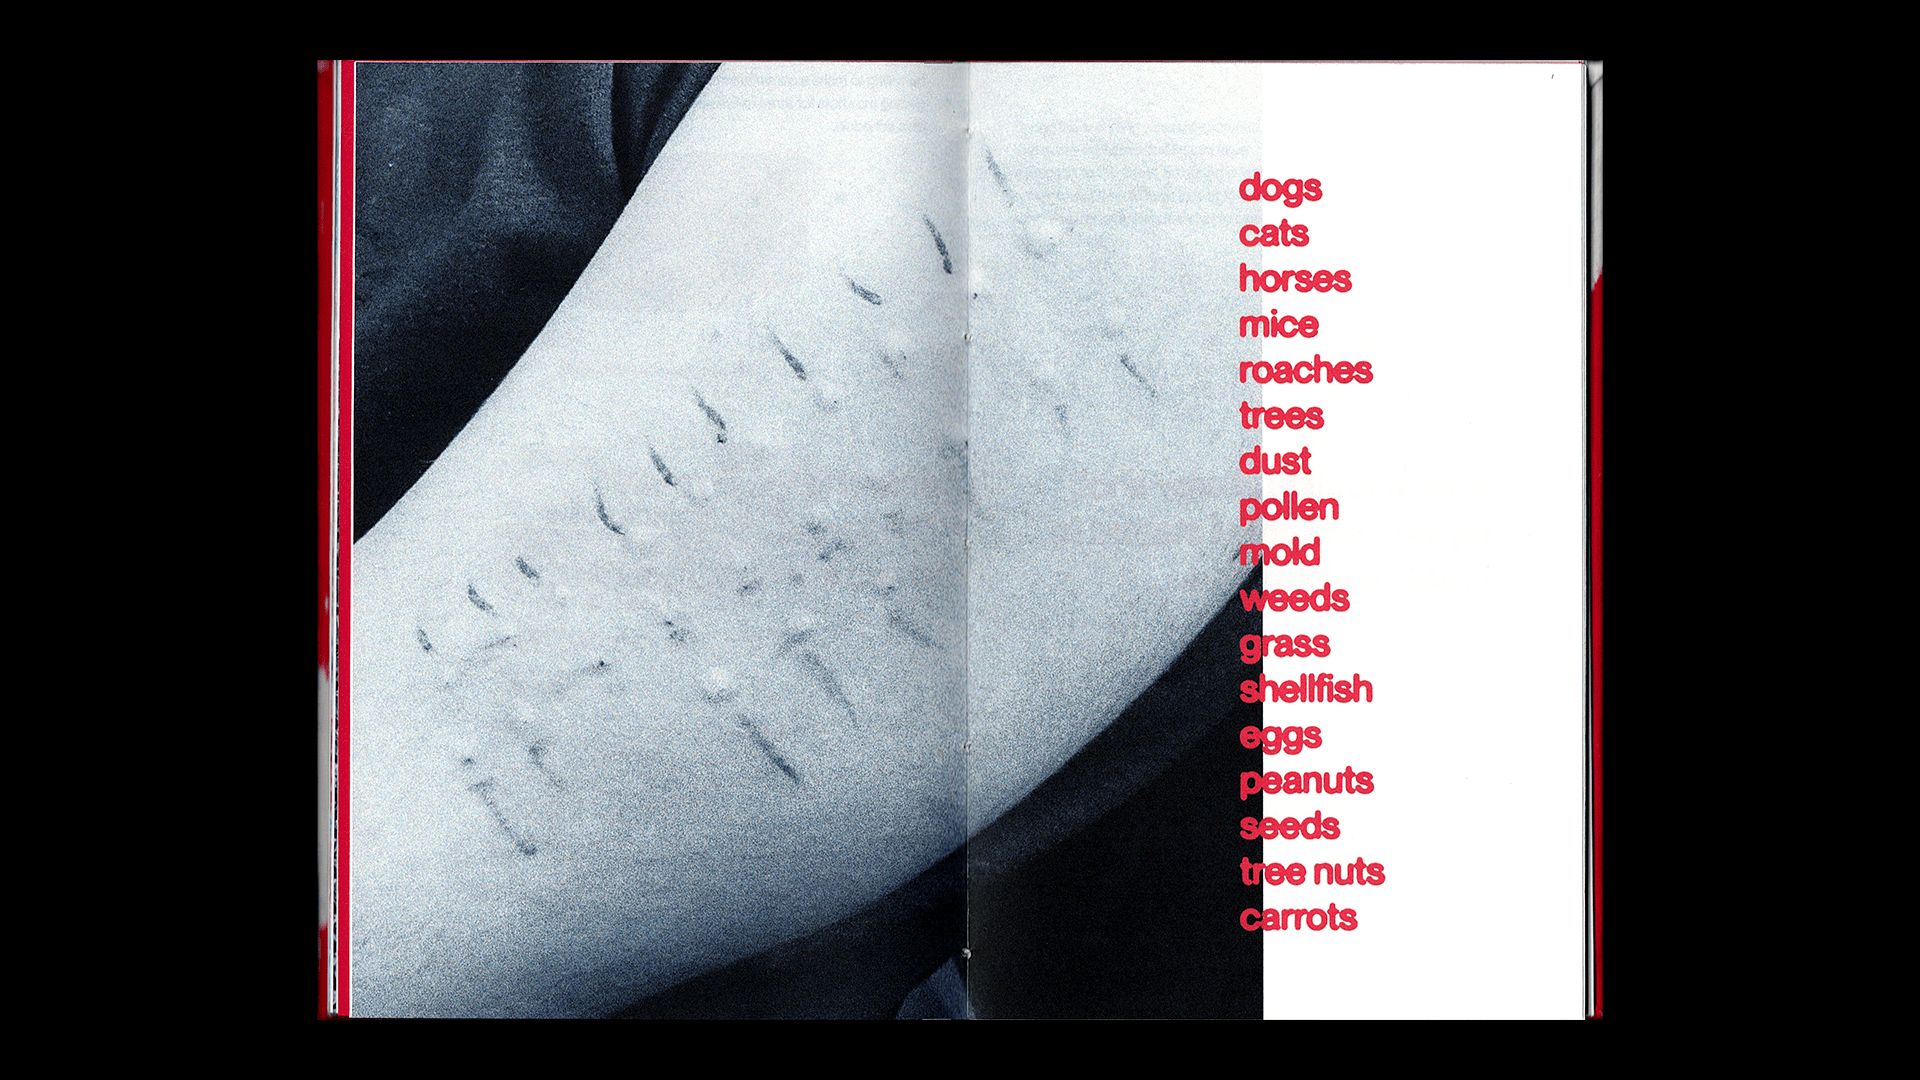 dogs
cats
horses
mice
roaches
trees
dust
pollen
mold
weeds
grass
shellfish
eggs
peanuts
seeds
tree nuts
carrots